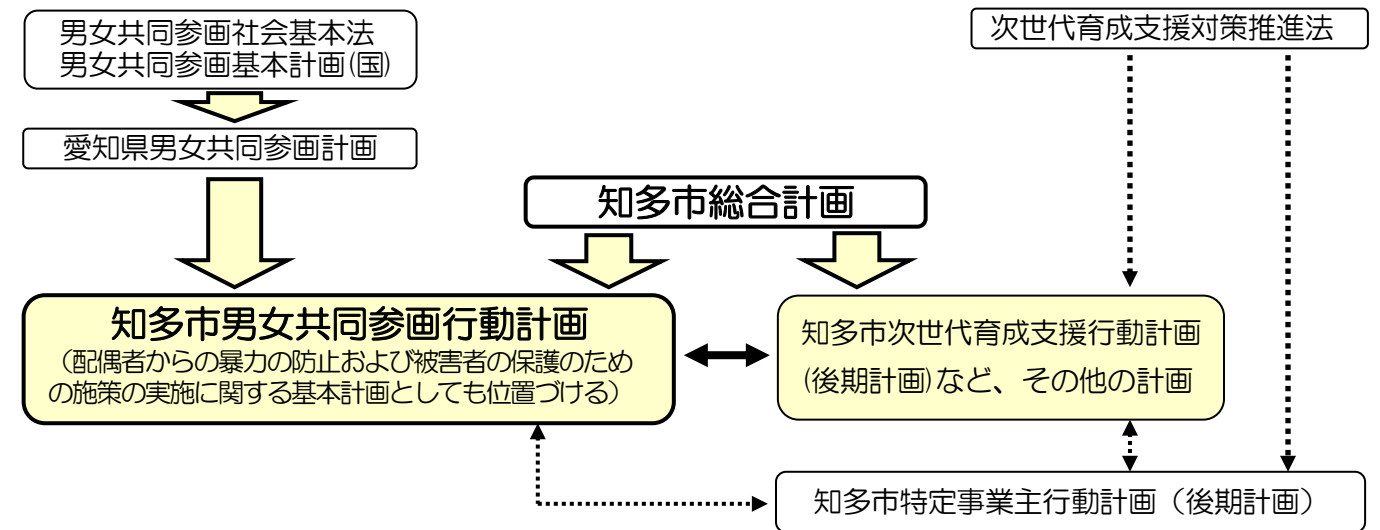 男女共同参画社会基本法
男女共同参画基本計画(国)
次世代育成支援対策推進法
愛知県男女共同参画計画
知多市総合計画
知多市男女共同参画行動計画
(配偶者からの暴力の防止および被害者の保護のため
の施策の実施に関する基本計画としても位置づける)
知多市次世代育成支援行動計画
(後期計画)など、その他の計画
知多市特定事業主行動計画(後期計画)